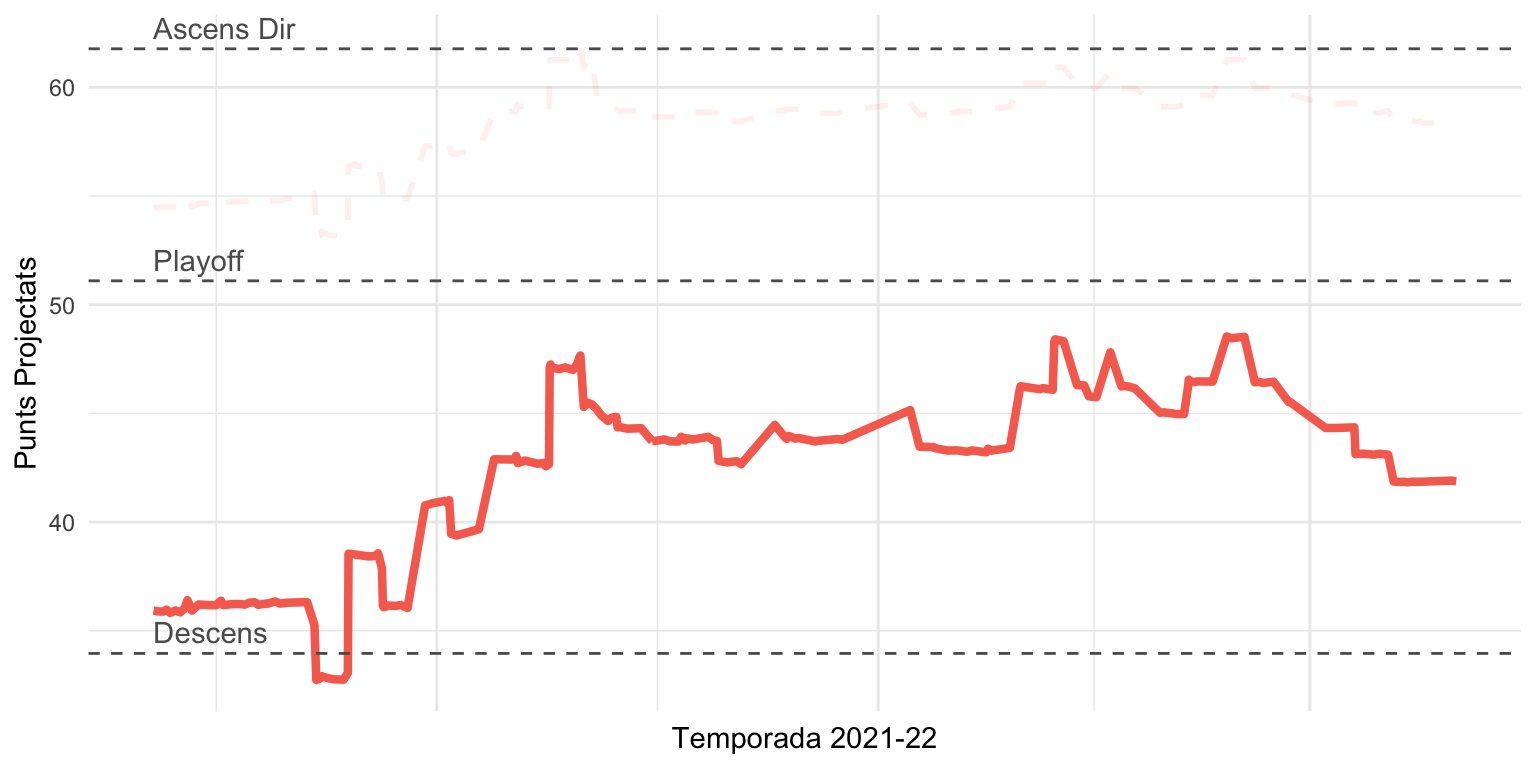 Ascens Dir
60
Playoff
50
Punts Projectats
40
Descens
Temporada 2021-22